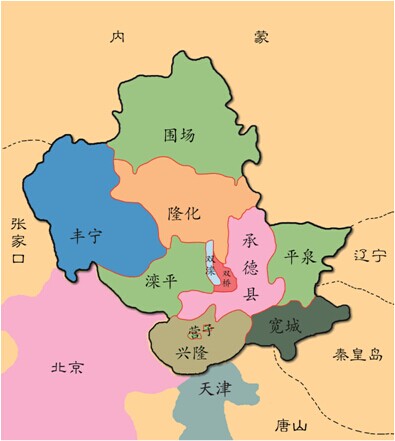 内 蒙
围场
隆化
丰宁
张家口
承德县
平泉
辽宁
双滦
双桥
滦平
宽城
营子
兴隆
秦皇岛
北京
天津
唐山